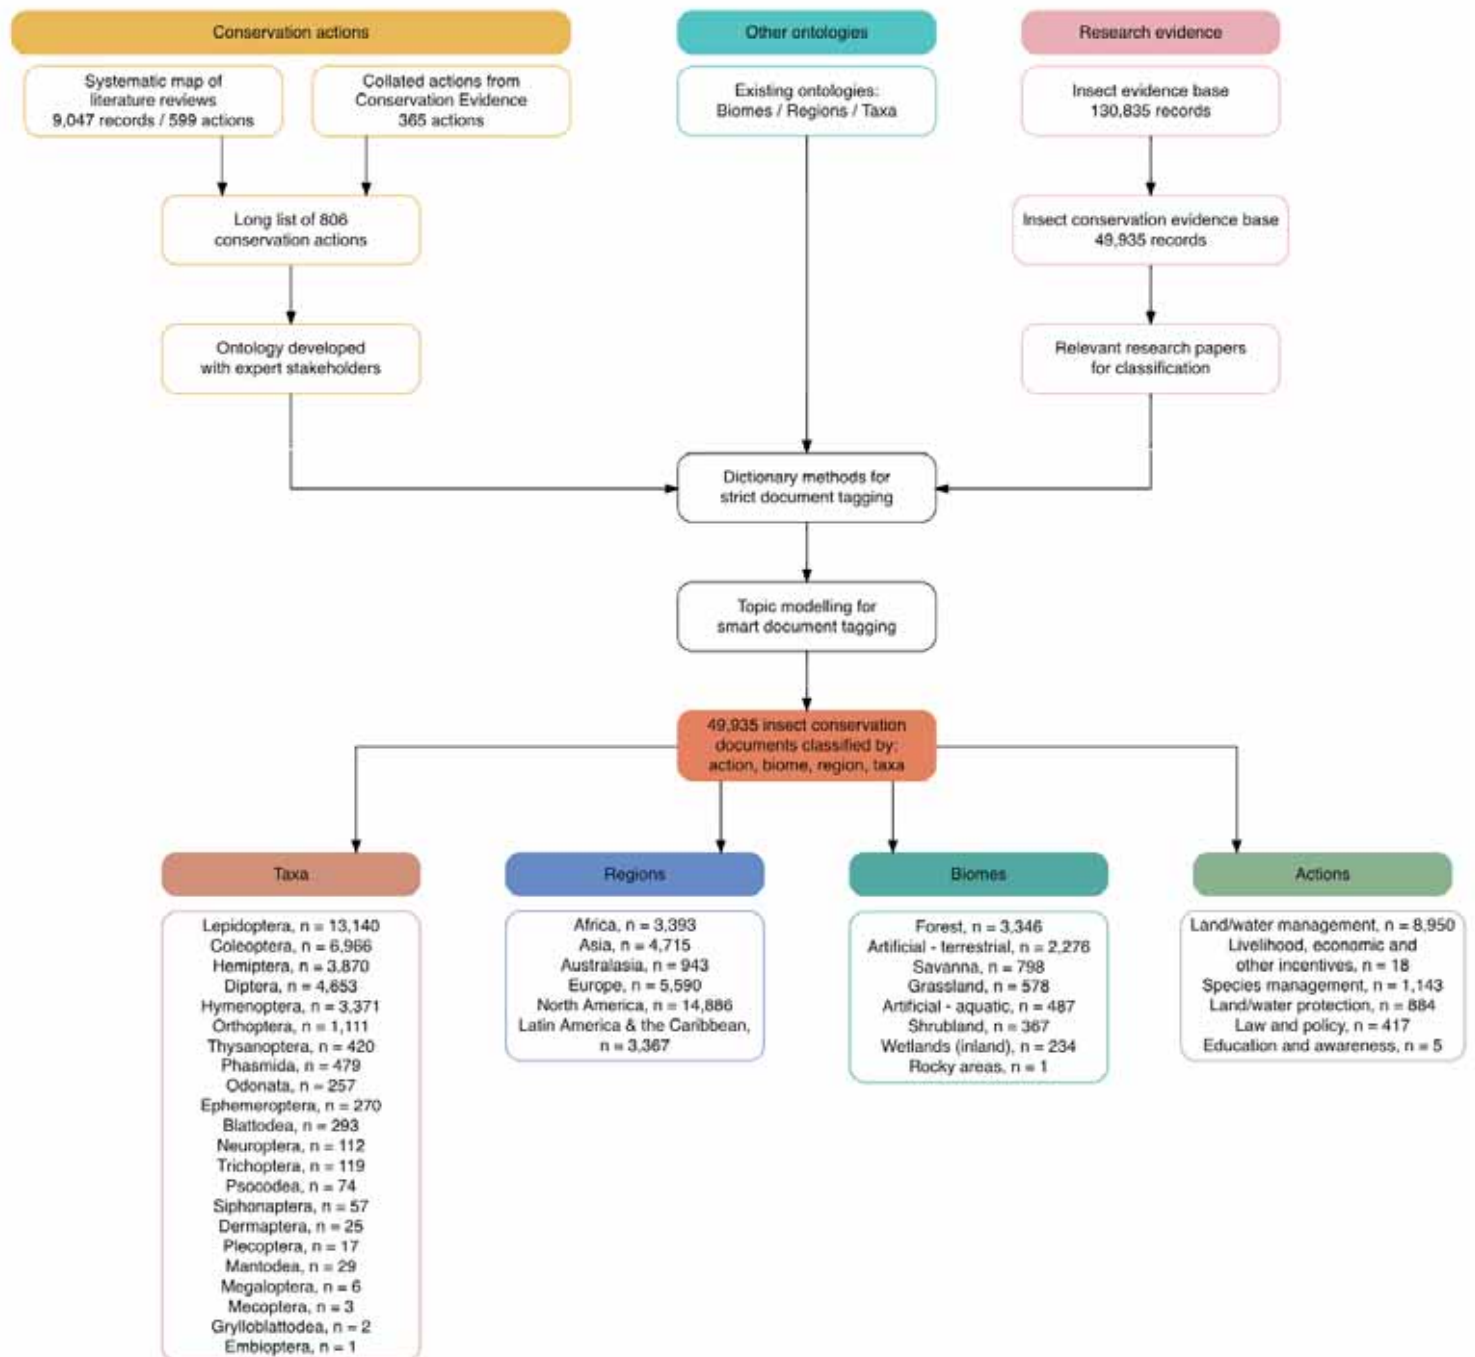 Conservation actions
Systematic map of
literature reviews
9,047 records / 599 actions
Collated actions from
Conservation Evidence
365 actions
Long list of 806
conservation actions
Ontology developed
with expert stakeholders
Other ontologies
Existing ontologies:
Biomes / Regions / Taxa
Research evidence
Insect evidence base
130,835 records
Insect conservation evidence base
49,935 records
Relevant research papers
for classification
Dictionary methods for
strict document tagging
Topic modelling for
smart document tagging
49,935 insect conservation
documents classified by:
action, biome, region, taxa
Taxa
Lepidoptera, n = 13,140
Coleoptera, n = 6,966
Hemiptera, n = 3,870
Diptera, n = 4,653
Hymenoptera, n = 3,371
Orthoptera, n = 1,111
Thysanoptera, n = 420
Phasmida, n = 479
Odonata, n = 257
Ephemeroptera, n = 270
Blattodea, n = 293
Neuroptera, n = 112
Trichoptera, n = 119
Psocodea, n = 74
Siphonaptera, n = 57
Dermaptera, n = 25
Plecoptera, n = 17
Mantodea, n = 29
Megaloptera, n = 6
Mecoptera, n = 3
Grylloblattodea, n = 2
Embioptera, n = 1
Regions
Africa, n = 3,393
Asia, n = 4,715
Australasia, n = 943
Europe, n = 5,590
North America, n = 14,886
Latin America & the Caribbean,
n = 3,367
Biomes
Forest, n = 3,346
Artificial - terrestrial, n = 2,276
Savanna, n = 798
Grassland, n = 578
Artificial - aquatic, n = 487
Shrubland, n = 367
Wetlands (inland), n = 234
Rocky areas, n = 1
Actions
Land/water management, n = 8,950
Livelihood, economic and
other incentives, n = 18
Species management, n = 1,143
Land/water protection, n = 884
Law and policy, n = 417
Education and awareness, n = 5